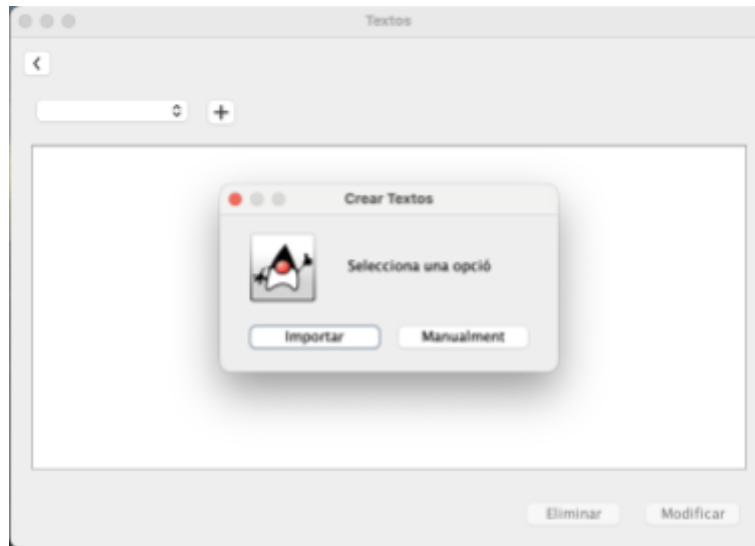 Textos
<
+
Crear Textos
Selecciona una opció
Importar Manualment
Eliminar Modificar